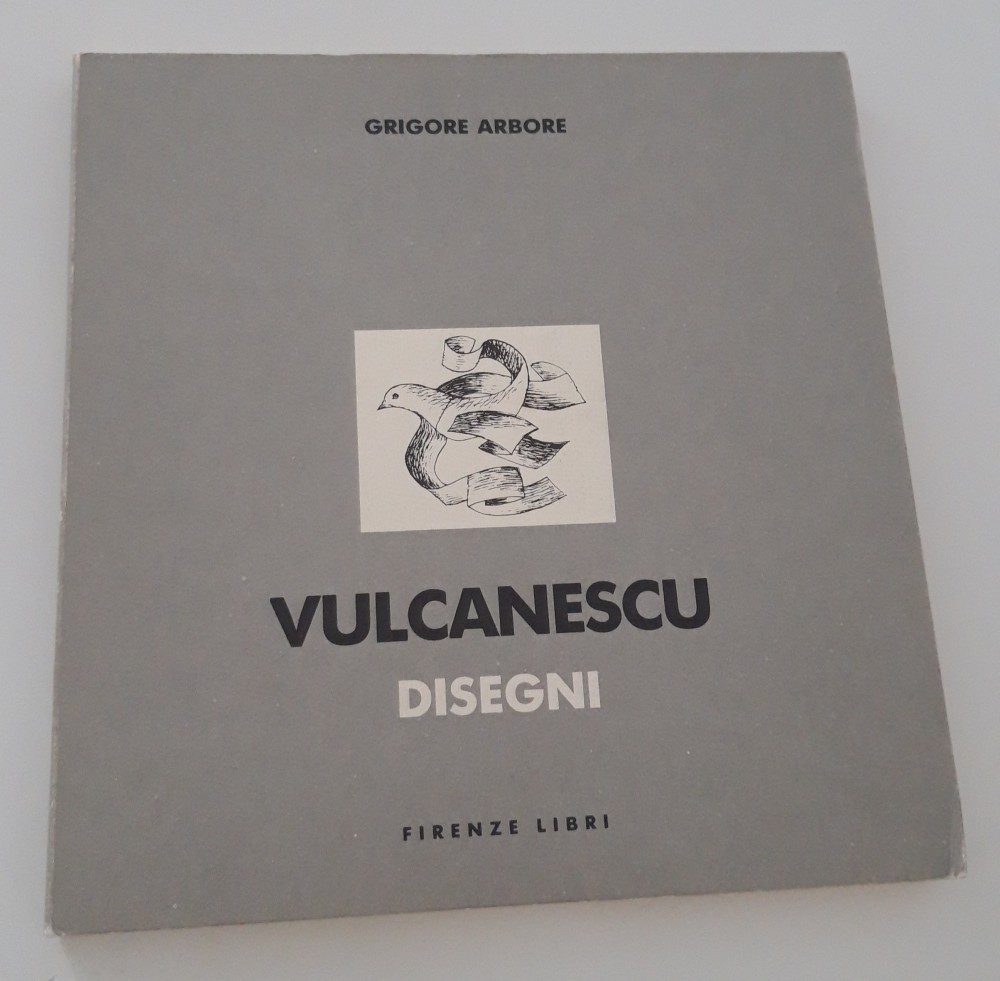 GRIGORE ARBORE
VULCANESCU
DISEGNI
FIRENZE LIBRI